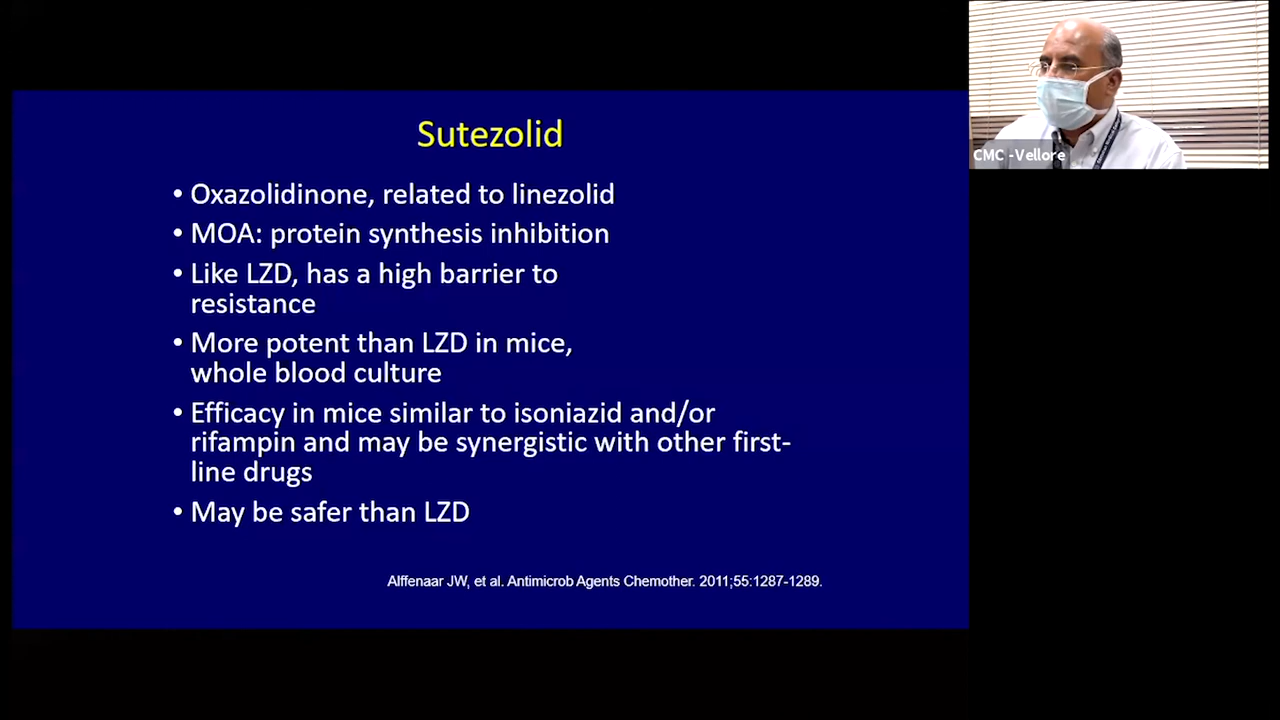 Sutezolid
• Oxazolidinone, related to linezolid
• MOA: protein synthesis inhibition
• Like LZD, has a high barrier to
resistance
• More potent than LZD in mice,
whole blood culture
• Efficacy in mice similar to isoniazid and/or
rifampin and may be synergistic with other first-
line drugs
• May be safer than LZD
Alffenaar JW, et al. Antimicrob Agents Chemother. 2011;55:1287-1289.
CMC -Vellore